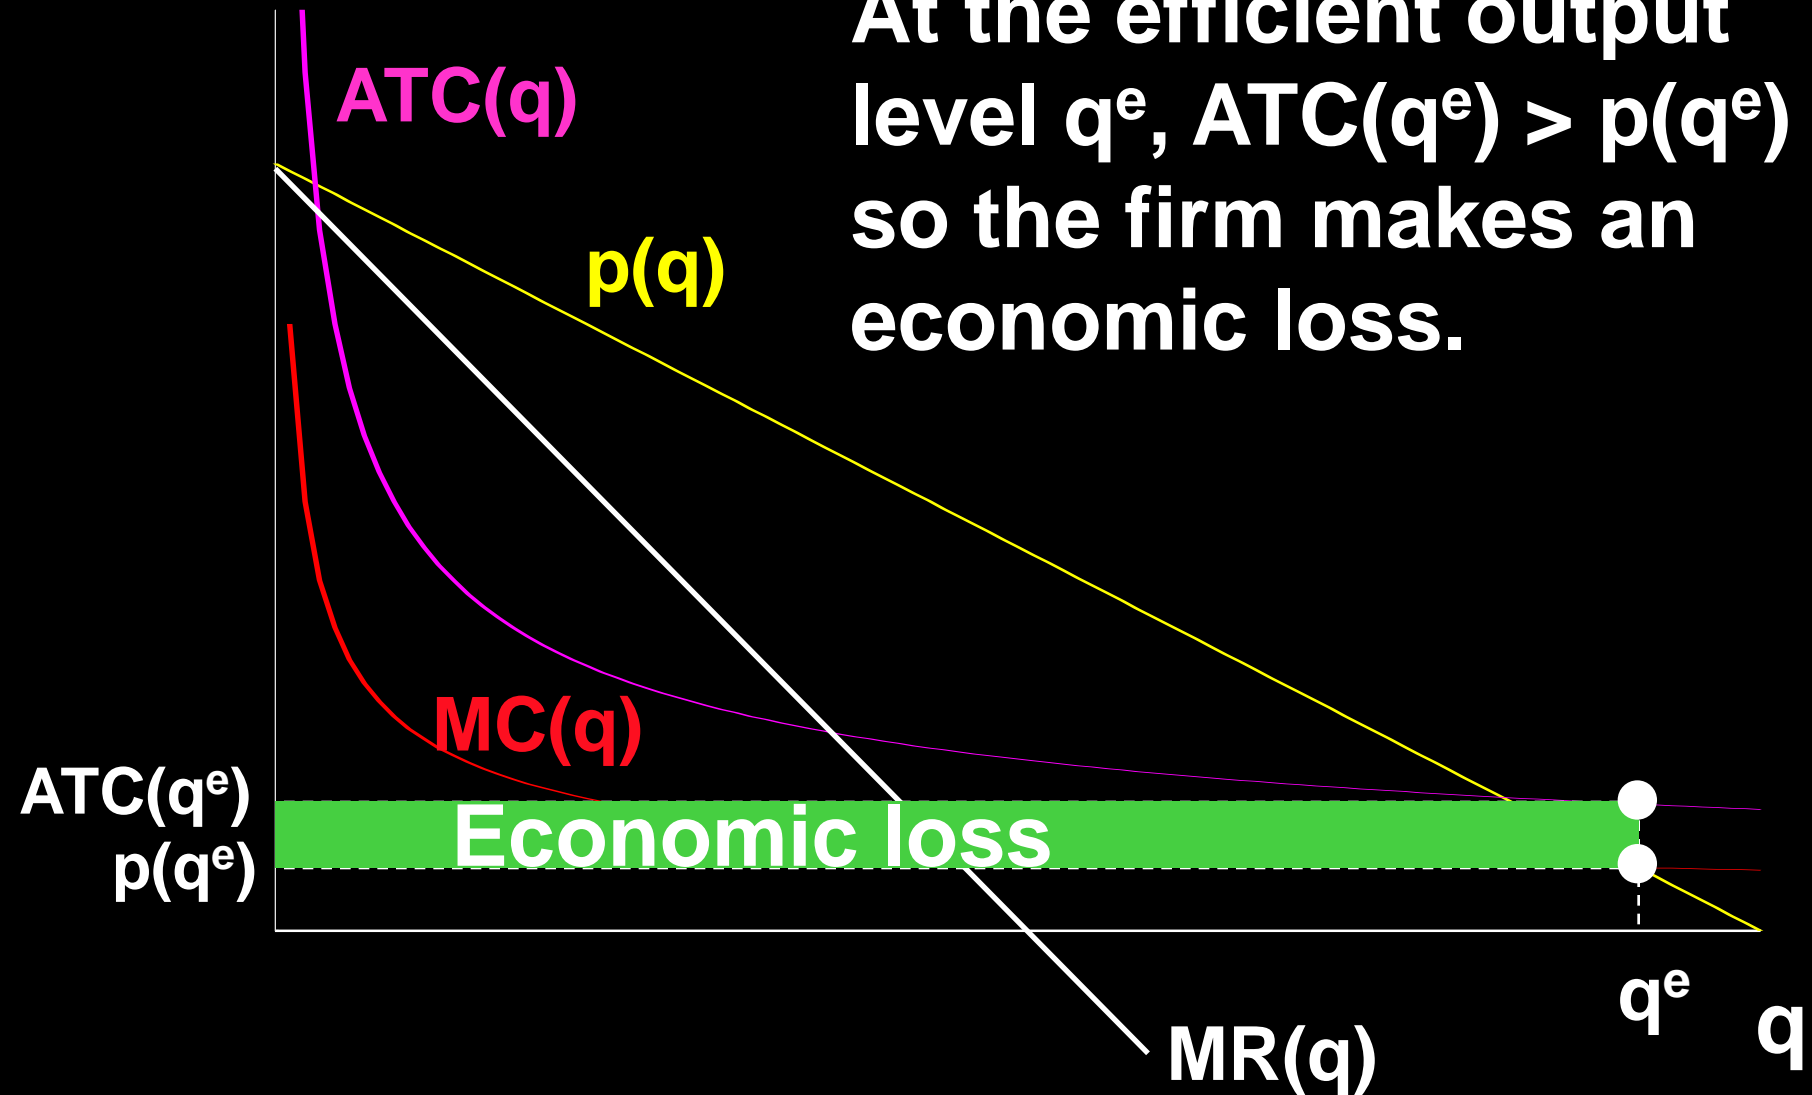 At the efficient output
level qᵉ, ATC(qᵉ) > p(qᵉ)
so the firm makes an
economic loss.
ATC(q)
p(q)
MC(q)
ATC(qᵉ)
Economic loss
p(qᵉ)
qᵉ
q
MR(q)